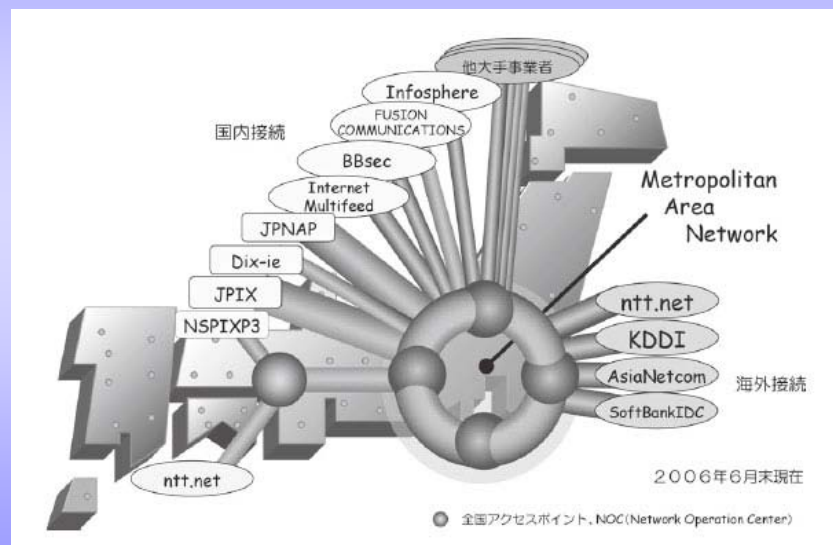 他大手事業者
Infosphere
国内接続
FUSION
COMMUNICATIONS
BBsec
Internet
Multifeed
JPNAP
Dix-ie
JPIX
NSPIXP3
Metropolitan
Area
Network
ntt.net
KDDI
AsiaNetcom
SoftBankIDC
海外接続
ntt.net
2006年6月末現在
全国アクセスポイント、NOC(Network Operation Center)